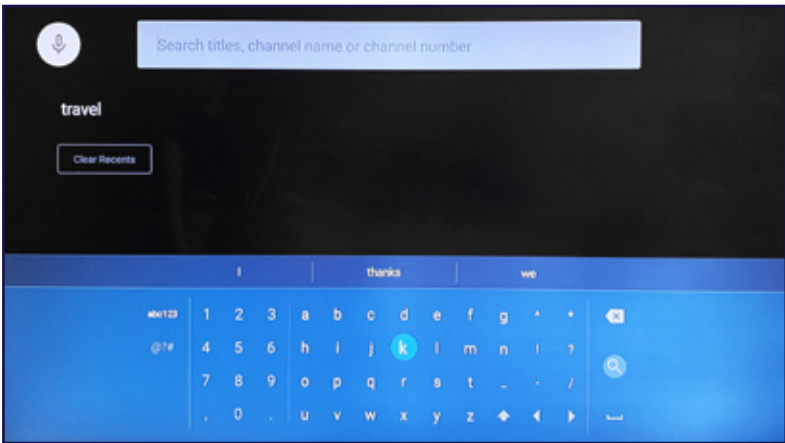 Search titles, channel name or channel number
travel
Clear Recents
I thanks we
abc123 1 2 3 a b c d e f g ^ *
@?# 4 5 6 h i j k l m n ! ?
7 8 9 o p q r s t _ - /
, 0 . u v w x y z